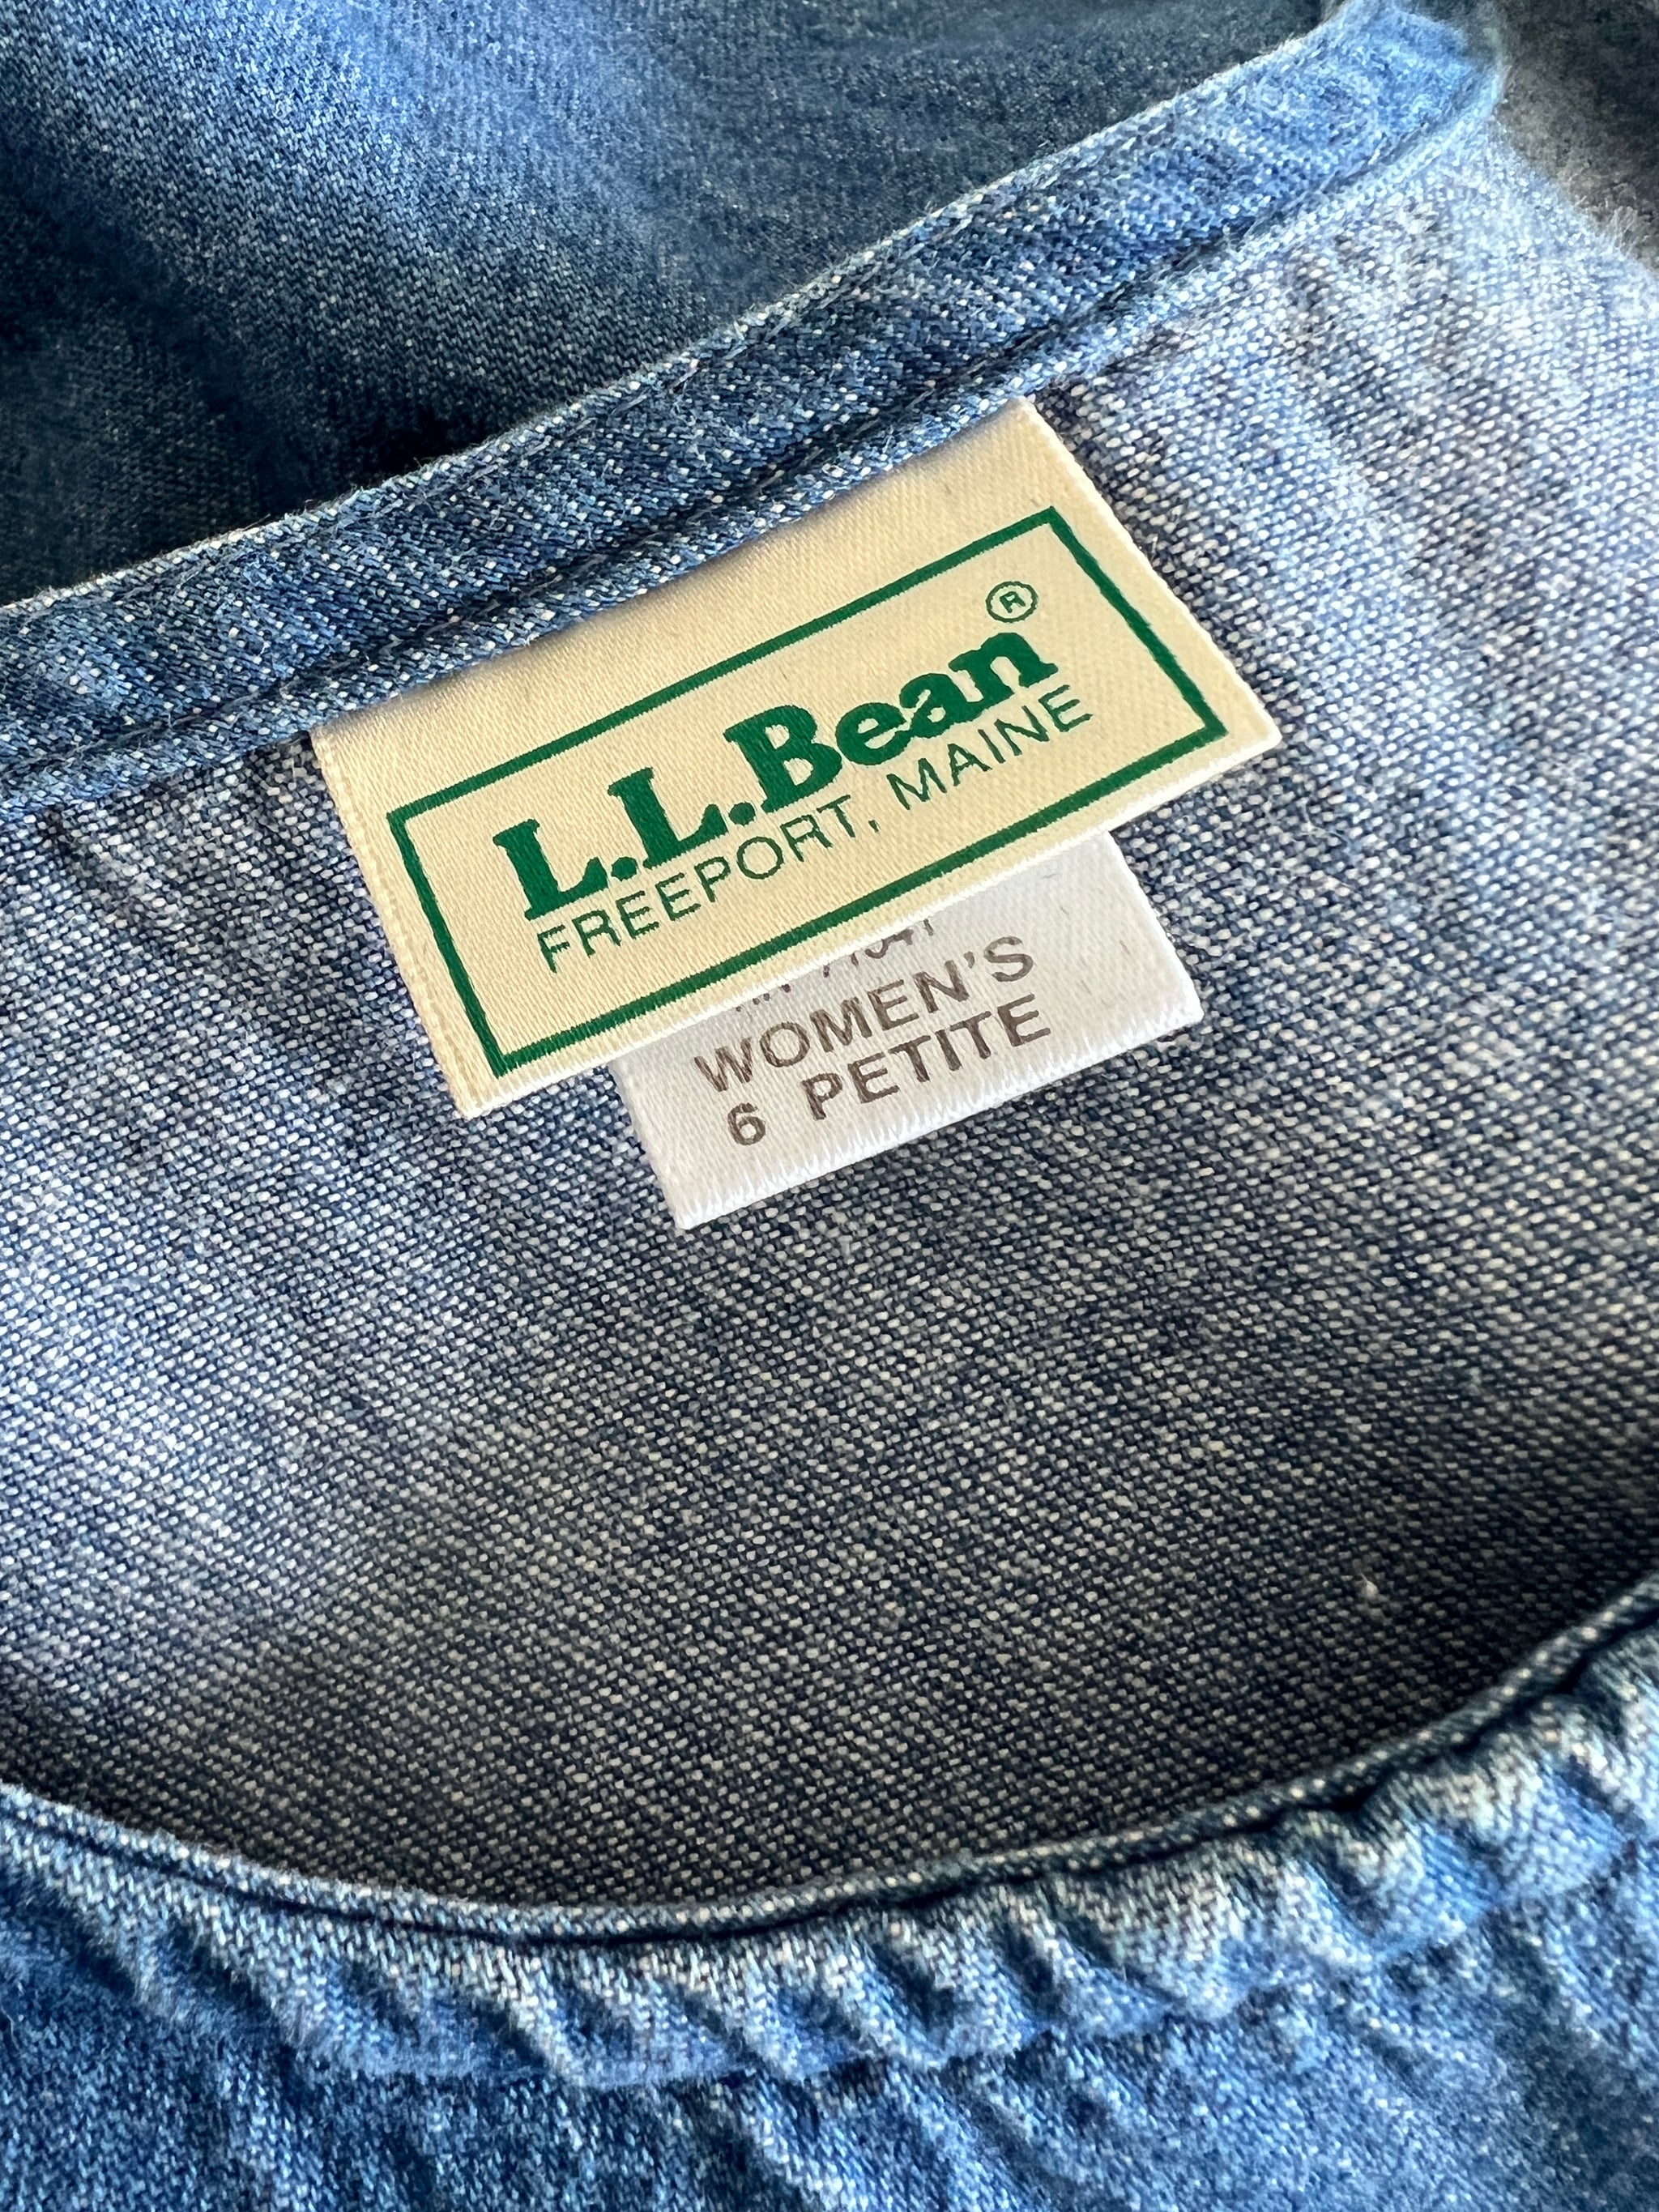 L.L.Bean®
FREEPORT, MAINE
WOMEN'S
6 PETITE